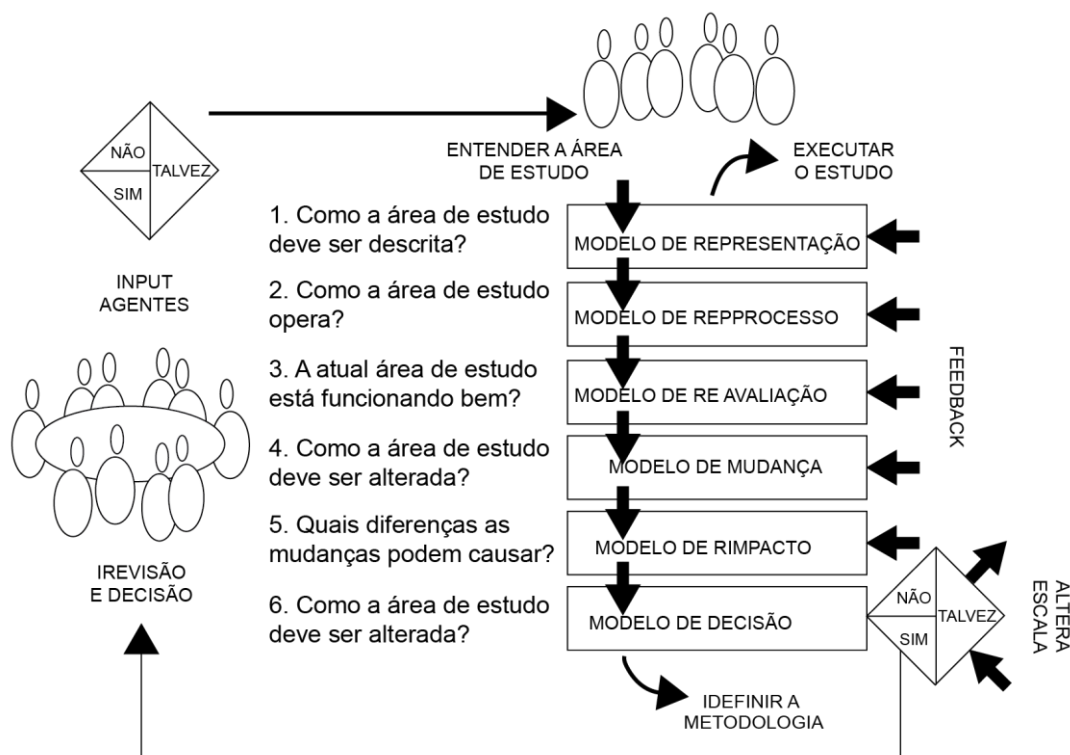 ENTENDER A ÁREA
DE ESTUDO
EXECUTAR
O ESTUDO
NÃO
SIM
TALVEZ
INPUT
AGENTES
1. Como a área de estudo
deve ser descrita?
MODELO DE REPRESENTAÇÃO
2. Como a área de estudo
opera?
MODELO DE REPPROCESSO
3. A atual área de estudo
está funcionando bem?
MODELO DE RE AVALIAÇÃO
4. Como a área de estudo
deve ser alterada?
MODELO DE MUDANÇA
5. Quais diferenças as
mudanças podem causar?
MODELO DE RIMPACTO
6. Como a área de estudo
deve ser alterada?
MODELO DE DECISÃO
FEEDBACK
NÃO
SIM
TALVEZ
ALTERA
ESCALA
IREVISÃO
E DECISÃO
IDEFINIR A
METODOLOGIA